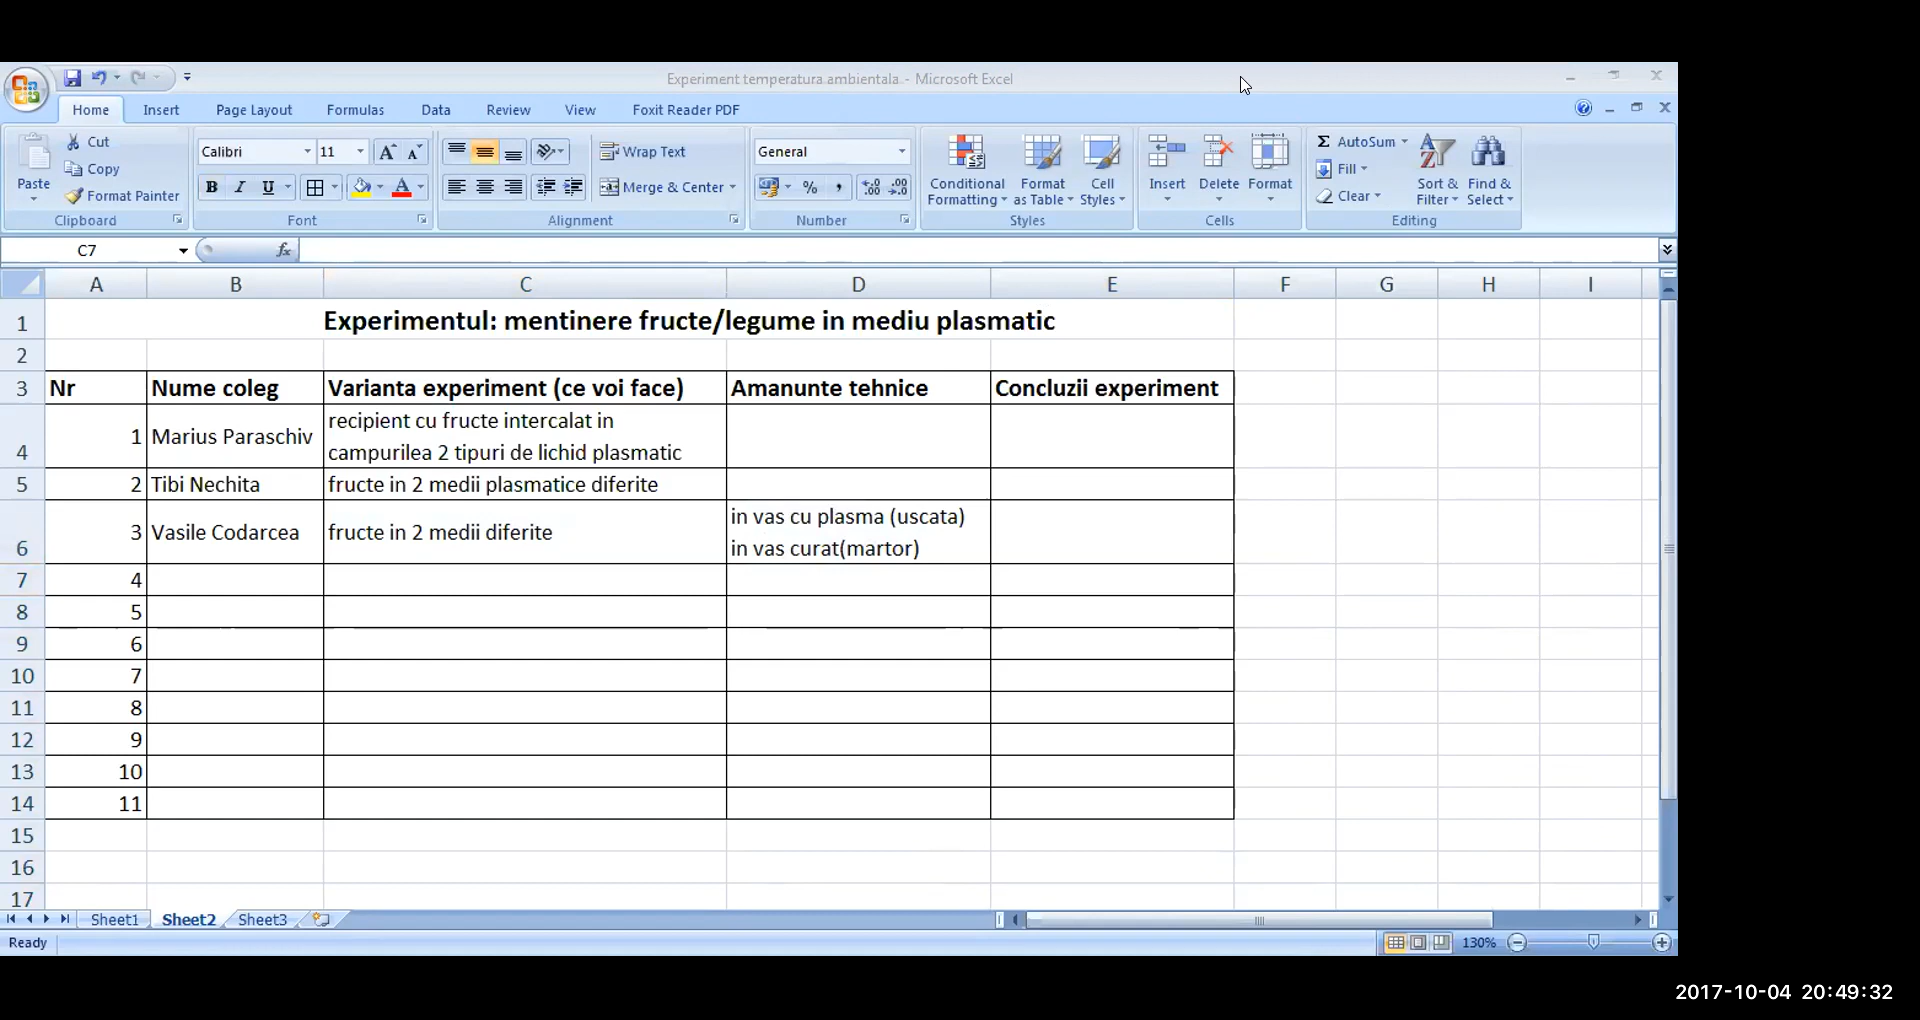 Experiment temperatura ambientala - Microsoft Excel
Home Insert Page Layout Formulas Data Review View Foxit Reader PDF
Paste
Cut
Copy
Format Painter
Clipboard
Calibri 11
A A
B I U A
Font
Wrap Text
Merge & Center
Alignment
General
% , .0 .00 .00 .0
Number
Conditional Formatting
Format as Table
Cell Styles
Styles
Insert Delete Format
Cells
Σ AutoSum
Fill
Clear
Sort & Filter
Find & Select
Editing
C7 fx
A B C D E F G H I
1 Experimentul: mentinere fructe/legume in mediu plasmatic
2
3 Nr Nume coleg Varianta experiment (ce voi face) Amanunte tehnice Concluzii experiment
4 1 Marius Paraschiv recipient cu fructe intercalat in
campurilea 2 tipuri de lichid plasmatic
5 2 Tibi Nechita fructe in 2 medii plasmatice diferite
6 3 Vasile Codarcea fructe in 2 medii diferite in vas cu plasma (uscata)
in vas curat(martor)
7 4
8 5
9 6
10 7
11 8
12 9
13 10
14 11
15
16
17
Sheet1 Sheet2 Sheet3
Ready 130%
2017-10-04 20:49:32